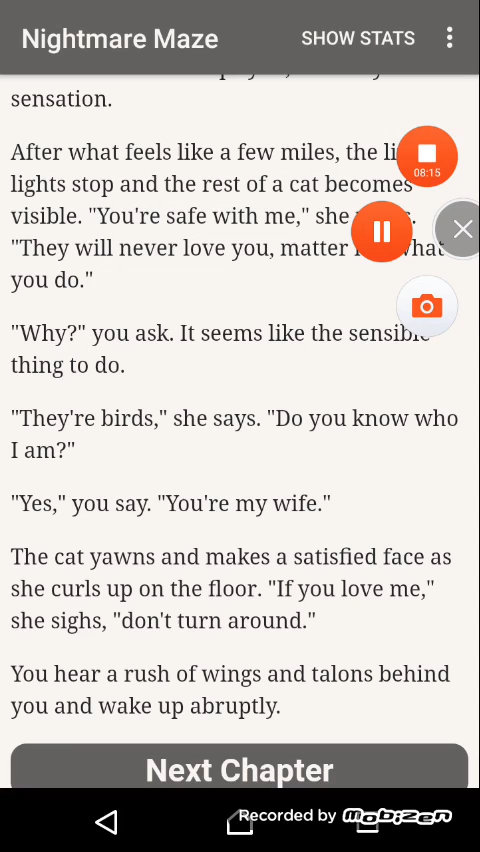 Nightmare Maze
SHOW STATS
sensation.
After what feels like a few miles, the
lights stop and the rest of a cat becomes
visible. "You're safe with me," she
"They will never love you, matter
you do."
"Why?" you ask. It seems like the sensible
thing to do.
"They're birds," she says. "Do you know who
I am?"
"Yes," you say. "You're my wife."
The cat yawns and makes a satisfied face as
she curls up on the floor. "If you love me,"
she sighs, "don't turn around."
You hear a rush of wings and talons behind
you and wake up abruptly.
Next Chapter
08:15
Recorded by Mobizen